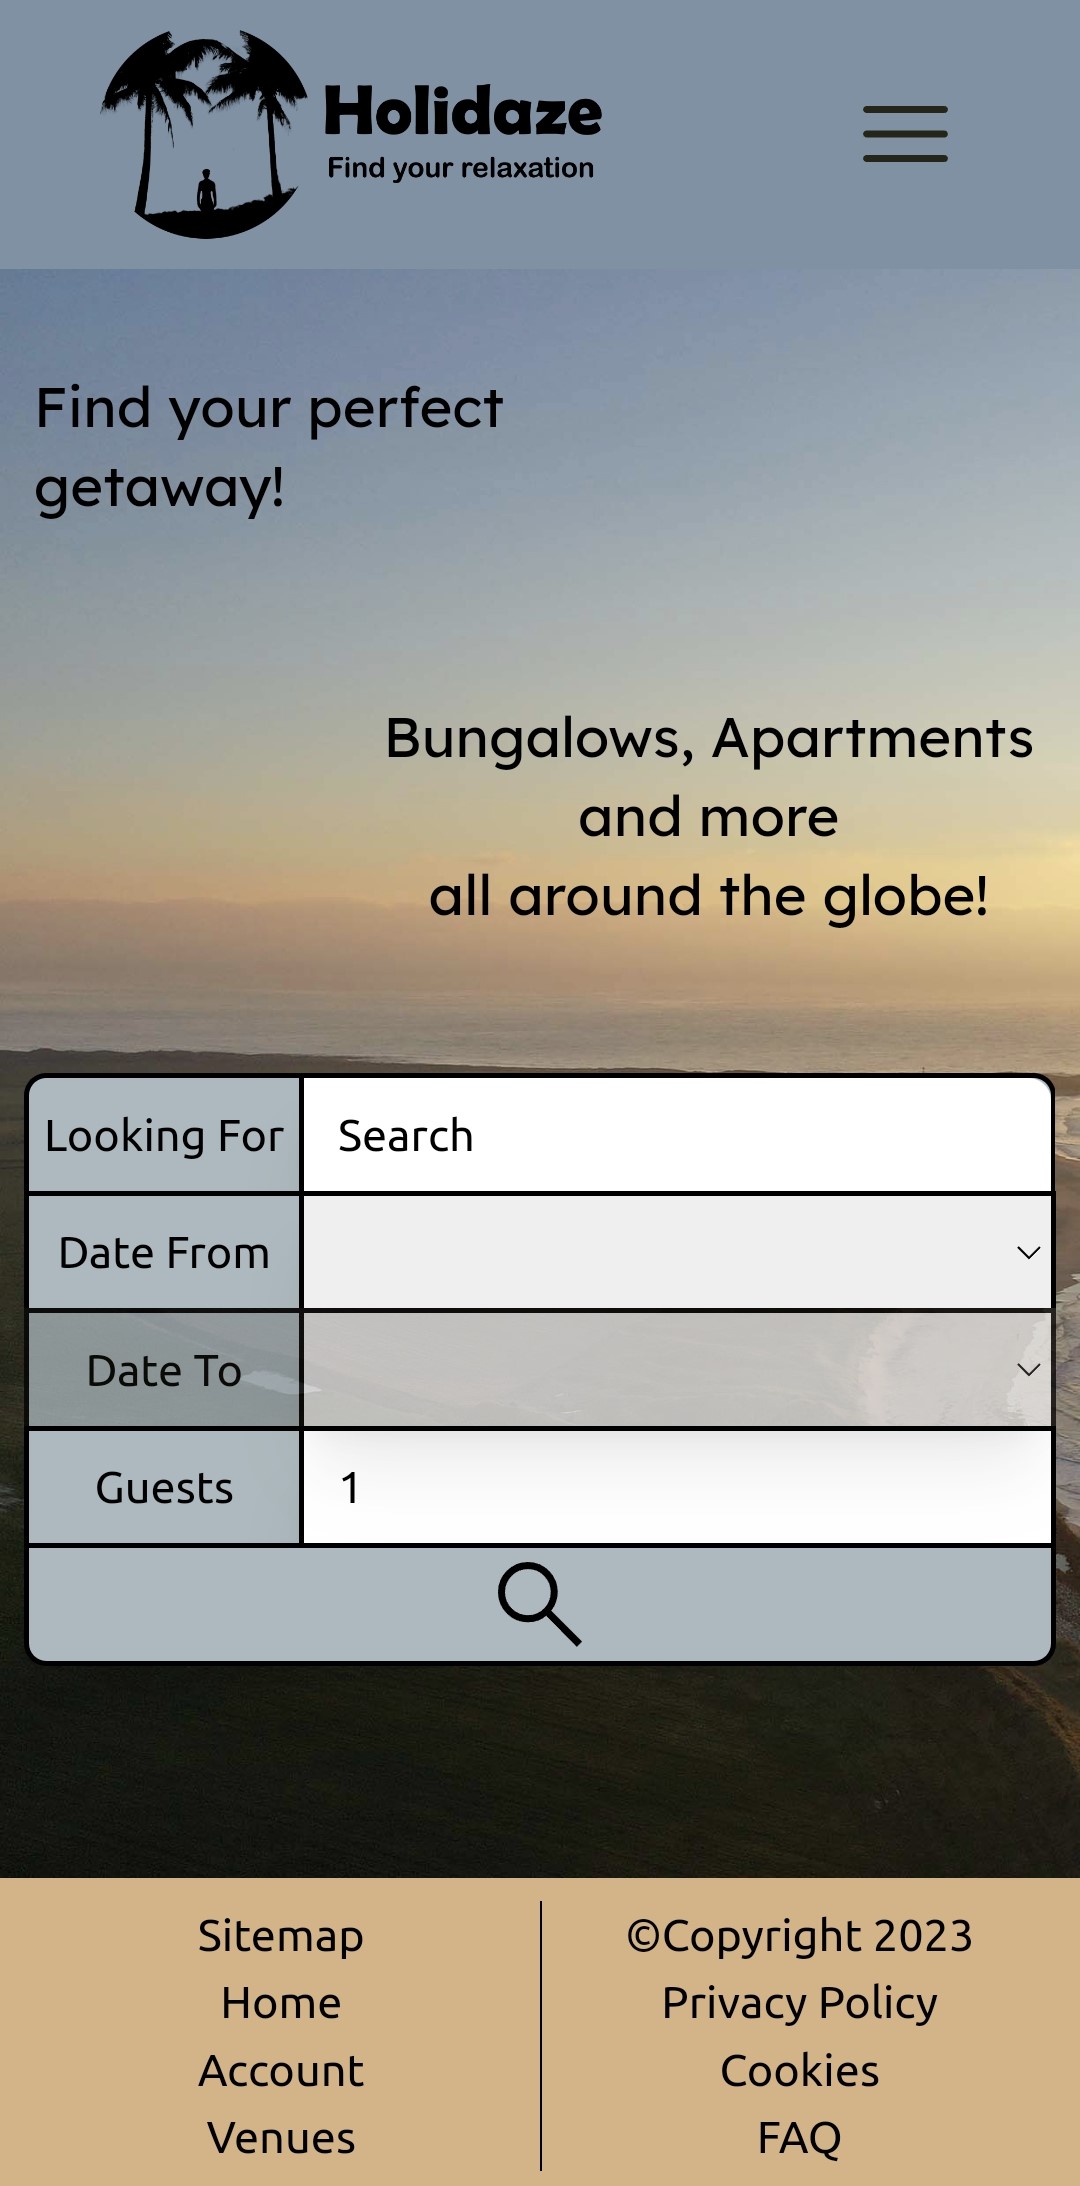 Holidaze
Find your relaxation
Find your perfect
getaway!
Bungalows, Apartments
and more
all around the globe!
Looking For
Search
Date From
Date To
Guests
1
Sitemap
Home
Account
Venues
©Copyright 2023
Privacy Policy
Cookies
FAQ